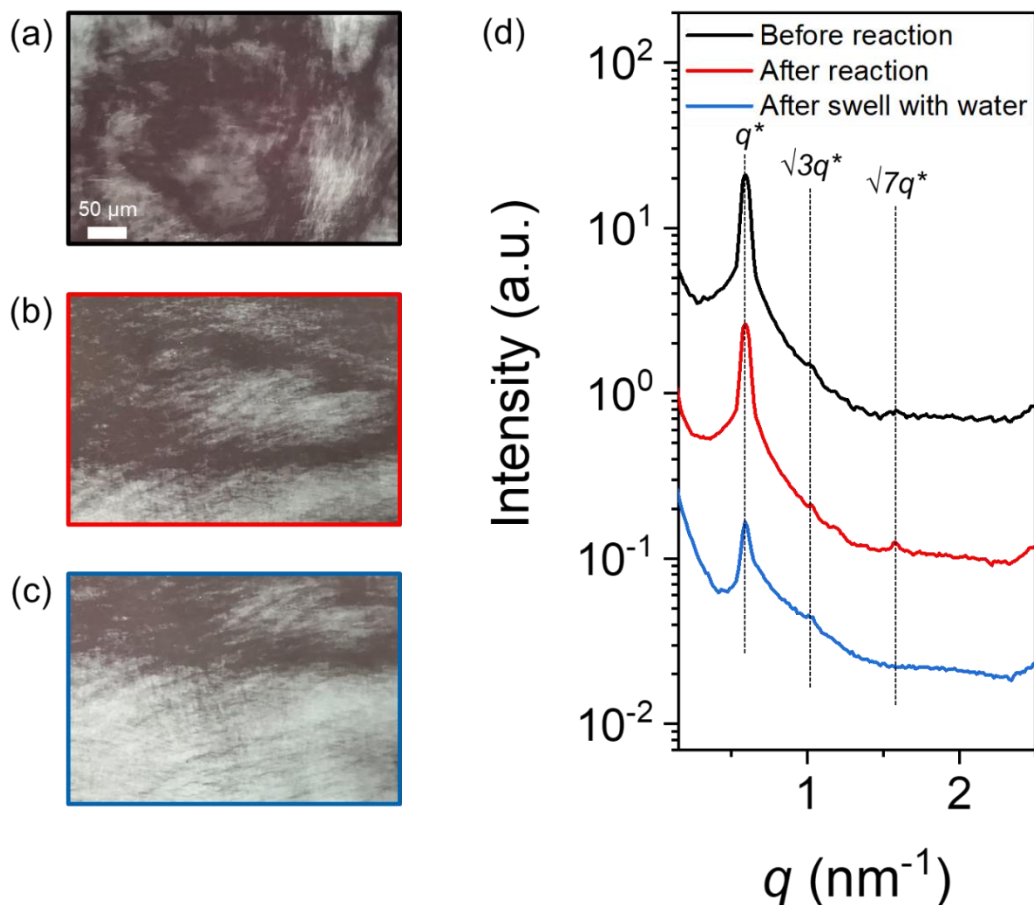 (a)
50 µm
(b)
(c)
(d)
Before reaction
After reaction
After swell with water
q*
√3q*
√7q*
10²
10¹
10⁰
10⁻¹
10⁻²
Intensity (a.u.)
1
2
q (nm⁻¹)